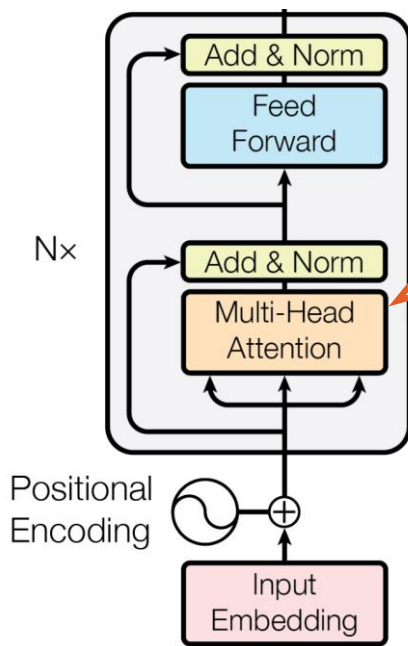 Add & Norm
Feed
Forward
N×
Add & Norm
Multi-Head
Attention
Positional
Encoding
Input
Embedding